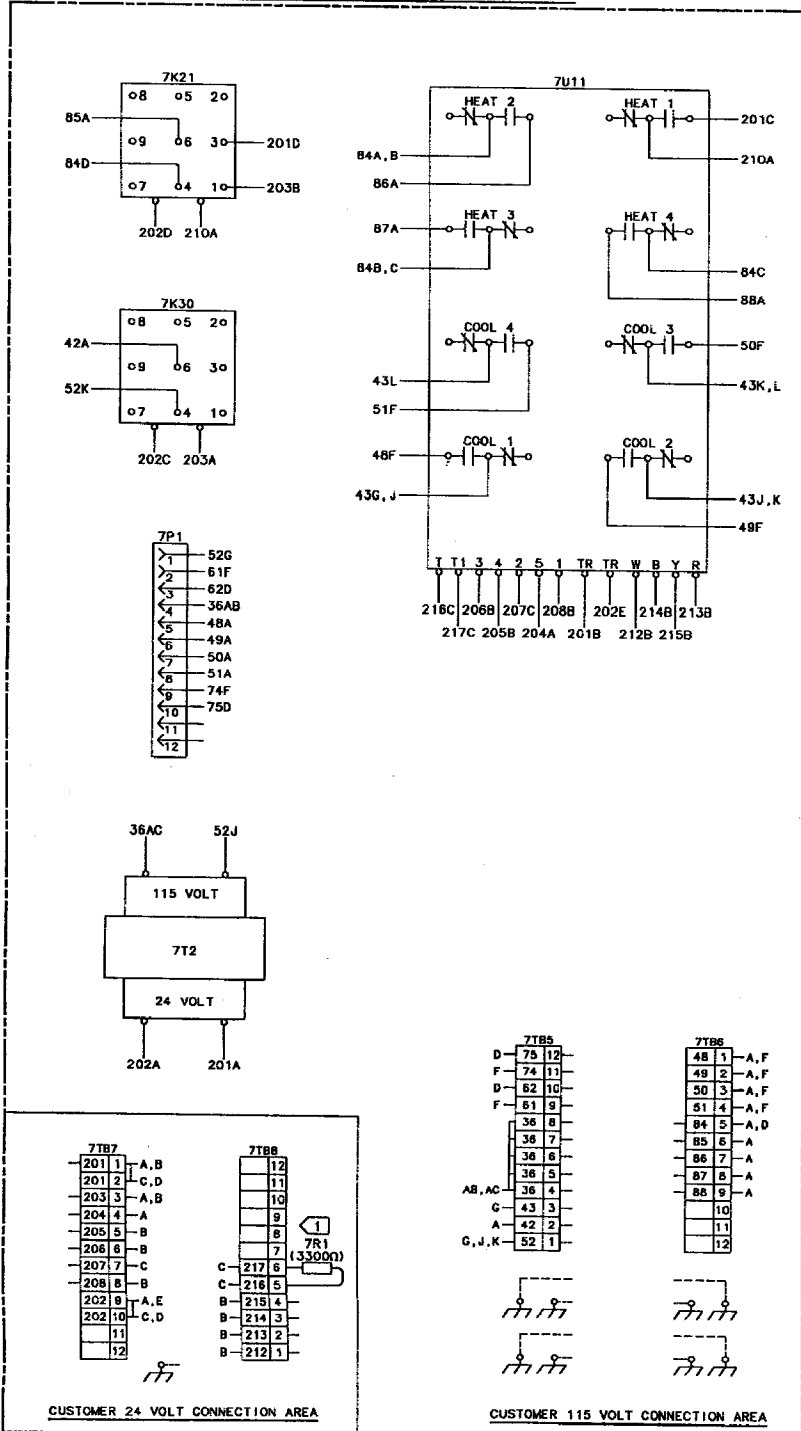 7K21
8 5 2
85A
9 6 3 201D
84D
7 4 1 203B
202D 210A
7K30
8 5 2
42A
9 6 3
52K
7 4 1
202C 203A
7U11
HEAT 2 HEAT 1
201C
84A,B
210A
86A
87A HEAT 3 HEAT 4
84B,C
84C
88A
COOL 4 COOL 3
50F
43L
43K,L
51F
48F COOL 1 COOL 2
43G,J
43J,K
49F
T T1 3 4 2 5 1 TR TR W B Y R
216C 206B 207C 208B 202E 214B 213B
217C 205B 204A 201B 212B 215B
7P1
1 52G
2 61F
3 62D
4 36AB
5 48A
6 49A
7 50A
8 51A
9 74F
10 75D
11
12
36AC 52J
115 VOLT
7T2
24 VOLT
202A 201A
7TB5
D 75 12
F 74 11
D 62 10
F 61 9
36 8
36 7
36 6
36 5
AB,AC 36 4
G 43 3
A 42 2
G,J,K 52 1
7TB6
48 1 A,F
49 2 A,F
50 3 A,F
51 4 A,F
84 5 A,D
85 6 A
86 7 A
87 8 A
88 9 A
10
11
12
7TB7
201 1 A,B
201 2 C,D
203 3 A,B
204 4 A
205 5 B
206 6 B
207 7 C
208 8 B
202 9 A,E
202 10 C,D
11
12
7TB8
12
11
10
9
8
7
C 217 6
C 216 5
B 215 4
B 214 3
B 213 2
B 212 1
1
7R1
(3300Ω)
CUSTOMER 24 VOLT CONNECTION AREA
CUSTOMER 115 VOLT CONNECTION AREA